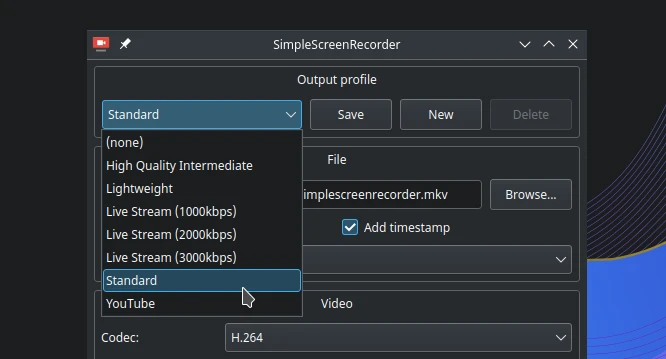 SimpleScreenRecorder
Output profile
Standard
Save
New
Delete
(none)
High Quality Intermediate
Lightweight
Live Stream (1000kbps)
Live Stream (2000kbps)
Live Stream (3000kbps)
Standard
YouTube
File
implescreenrecorder.mkv
Browse...
Add timestamp
Video
Codec:
H.264